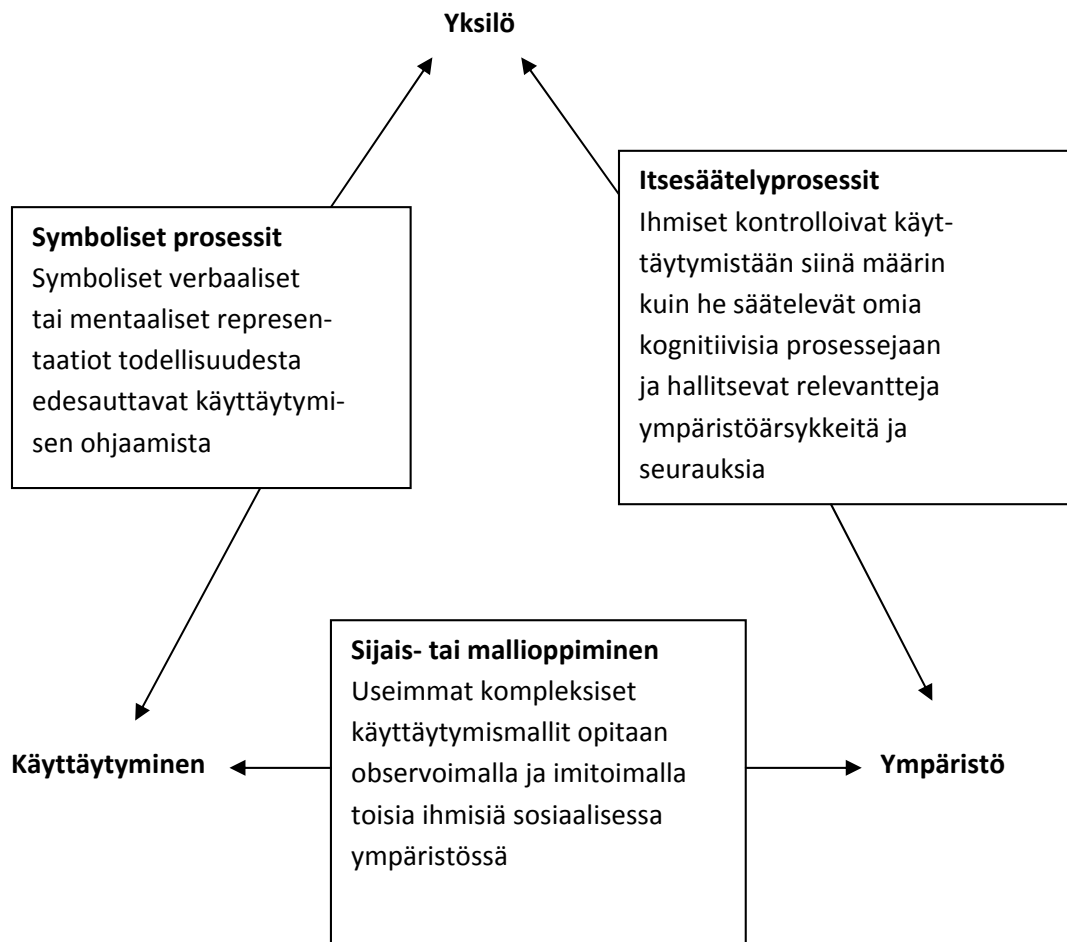 Yksilö
Symboliset prosessit
Symboliset verbaaliset
tai mentaaliset represen-
taatiot todellisuudesta
edesauttavat käyttäytymi-
sen ohjaamista
Itsesäätelyprosessit
Ihmiset kontrolloivat käyt-
täytymistään siinä määrin
kuin he säätelevät omia
kognitiivisia prosessejaan
ja hallitsevat relevantteja
ympäristöärsykkeitä ja
seurauksia
Käyttäytyminen
Sijais- tai mallioppiminen
Useimmat kompleksiset
käyttäytymismallit opitaan
observoimalla ja imitoimalla
toisia ihmisiä sosiaalisessa
ympäristössä
Ympäristö